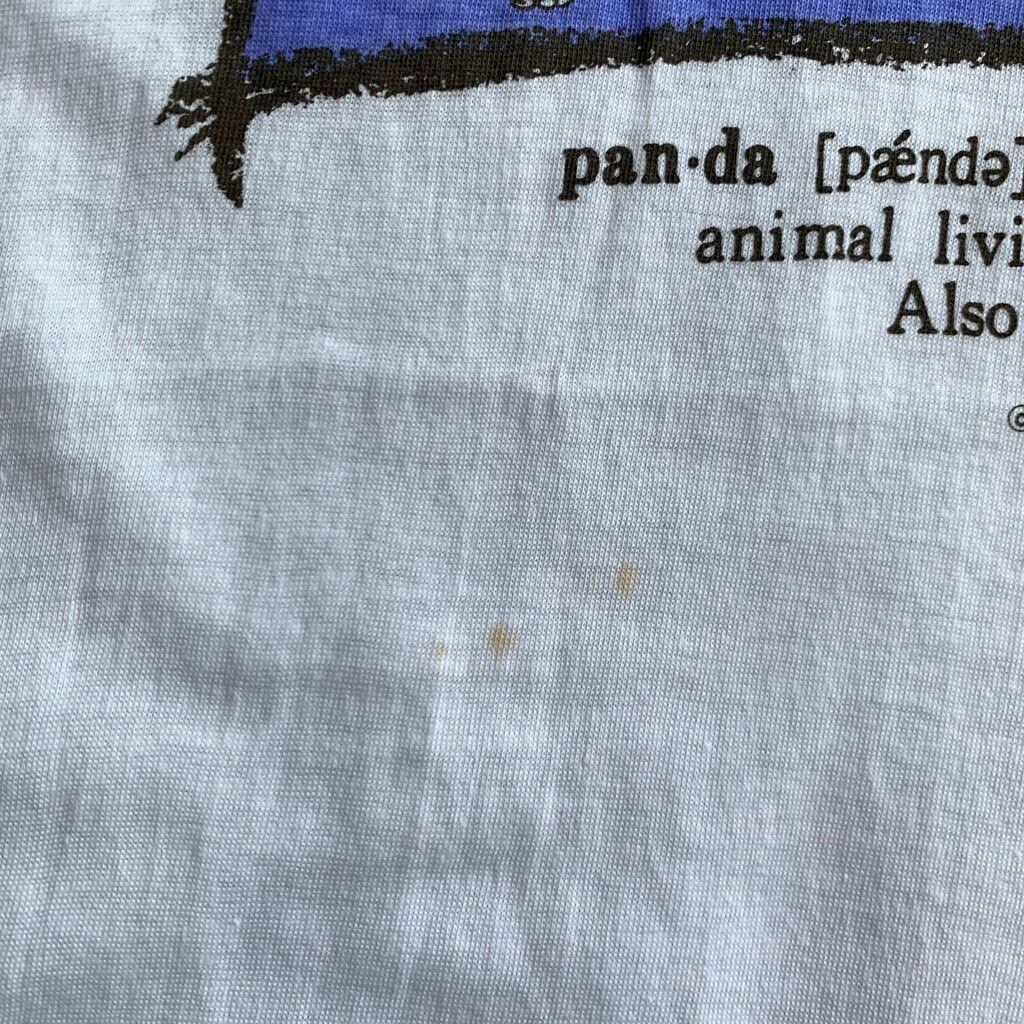 pan·da [pǽndə]
animal livi
Also
©